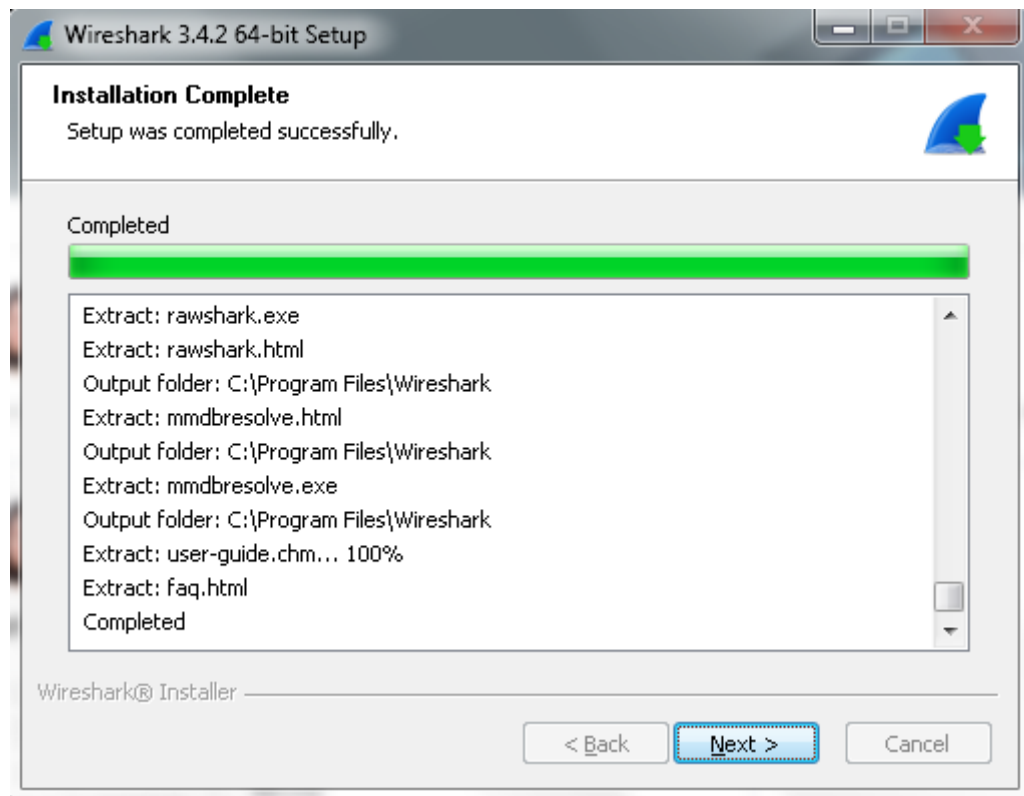 Wireshark 3.4.2 64-bit Setup
Installation Complete
Setup was completed successfully.
Completed
Extract: rawshark.exe
Extract: rawshark.html
Output folder: C:\Program Files\Wireshark
Extract: mmdbresolve.html
Output folder: C:\Program Files\Wireshark
Extract: mmdbresolve.exe
Output folder: C:\Program Files\Wireshark
Extract: user-guide.chm... 100%
Extract: faq.html
Completed
Wireshark® Installer
< Back Next > Cancel